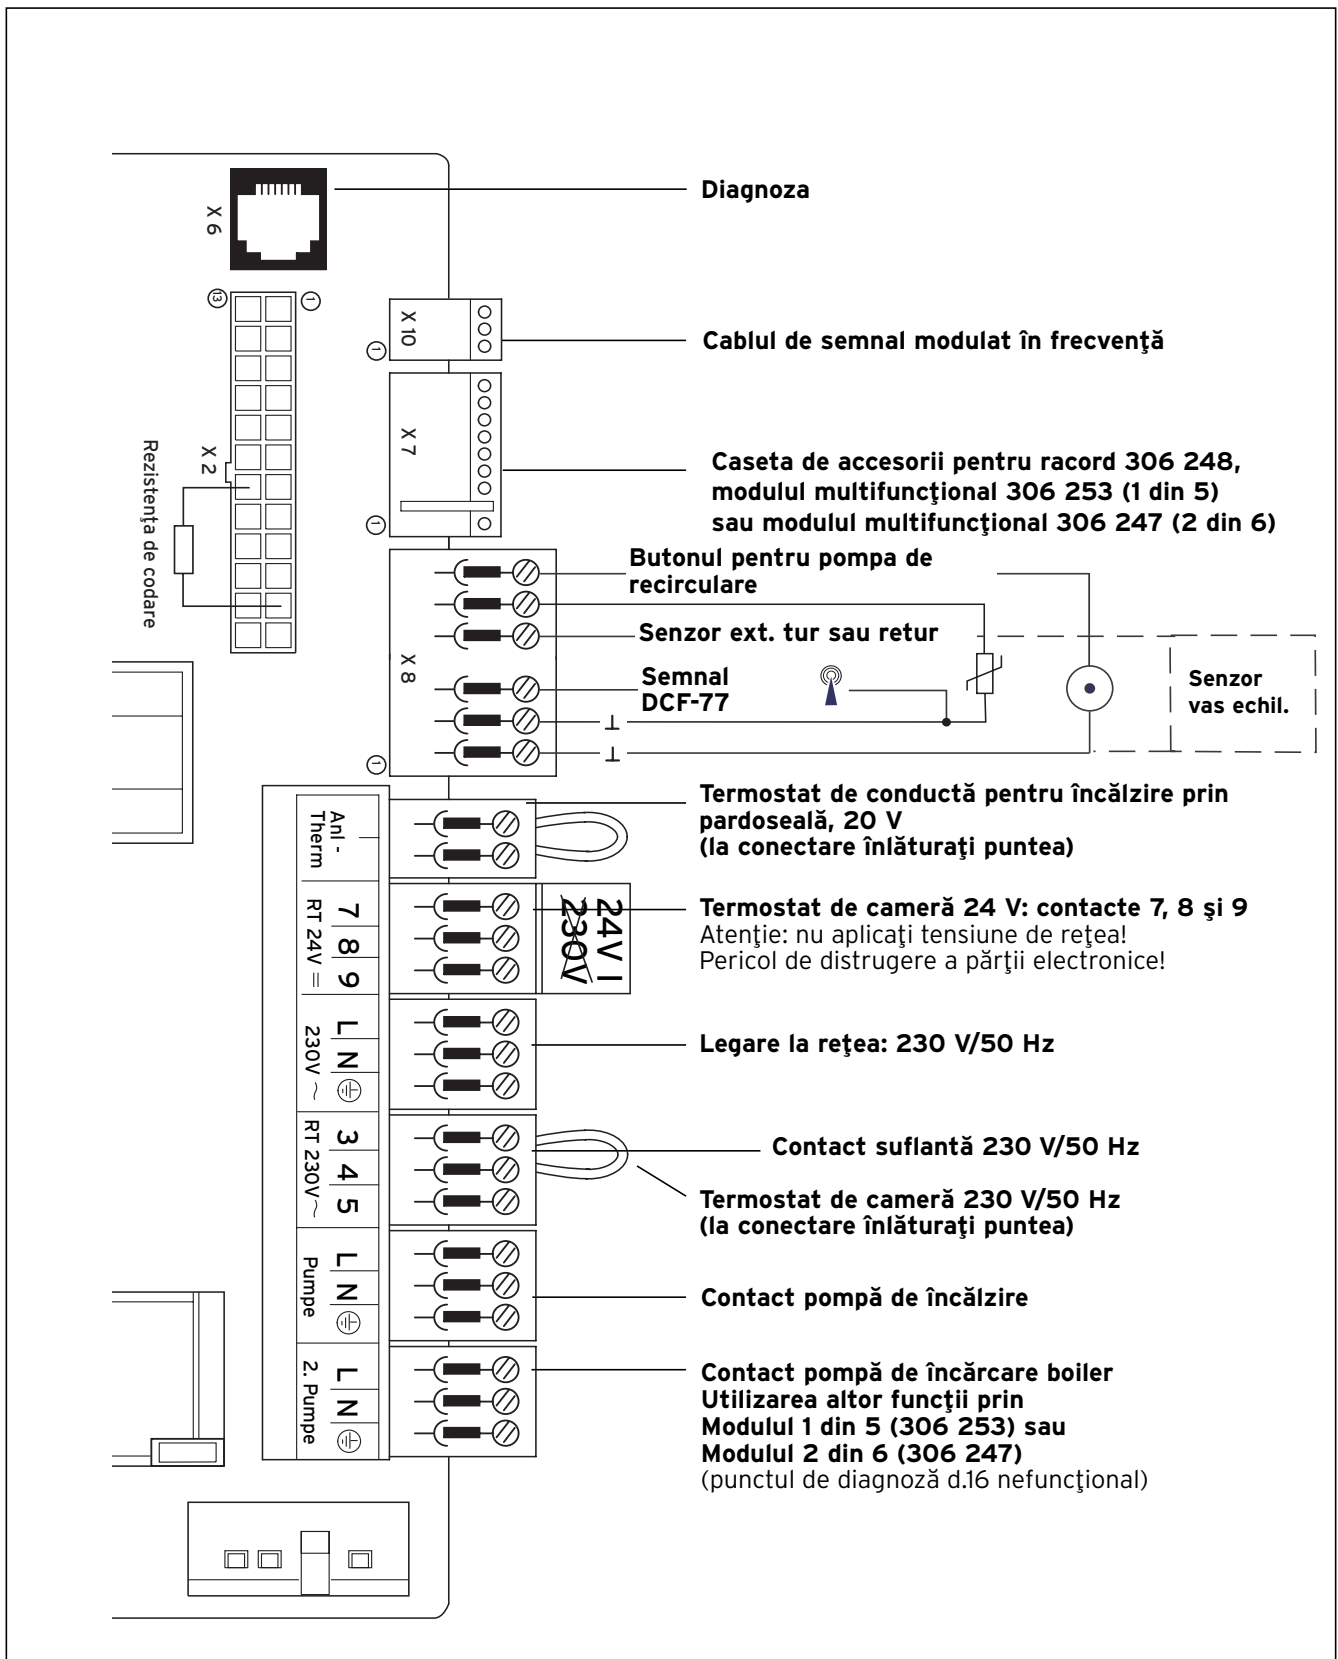 Diagnoza
X 6
13
1
X 10
1
Cablul de semnal modulat în frecvenţă
X 7
1
Caseta de accesorii pentru racord 306 248,
modulul multifuncţional 306 253 (1 din 5)
sau modulul multifuncţional 306 247 (2 din 6)
X 2
Rezistenţa de codare
Butonul pentru pompa de
recirculare
Senzor ext. tur sau retur
X 8
1
Semnal
DCF-77
Senzor
vas echil.
Anl -
Therm
Termostat de conductă pentru încălzire prin
pardoseală, 20 V
(la conectare înlăturaţi puntea)
7 8 9
RT 24V =
24V !
230V
Termostat de cameră 24 V: contacte 7, 8 şi 9
Atenţie: nu aplicaţi tensiune de reţea!
Pericol de distrugere a părţii electronice!
L N
230V ~
Legare la reţea: 230 V/50 Hz
3 4 5
RT 230V~
Contact suflantă 230 V/50 Hz
Termostat de cameră 230 V/50 Hz
(la conectare înlăturaţi puntea)
L N
Pumpe
Contact pompă de încălzire
L N
2. Pumpe
Contact pompă de încărcare boiler
Utilizarea altor funcţii prin
Modulul 1 din 5 (306 253) sau
Modulul 2 din 6 (306 247)
(punctul de diagnoză d.16 nefuncţional)